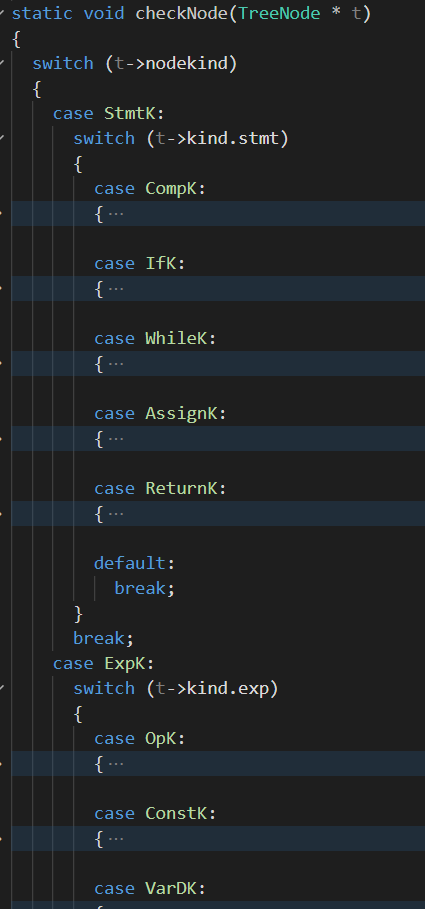 static void checkNode(TreeNode * t)
{
  switch (t->nodekind)
  {
    case StmtK:
      switch (t->kind.stmt)
      {
        case CompK:
        { ···
        case IfK:
        { ···
        case WhileK:
        { ···
        case AssignK:
        { ···
        case ReturnK:
        { ···
        default:
          break;
      }
      break;
    case ExpK:
      switch (t->kind.exp)
      {
        case OpK:
        { ···
        case ConstK:
        { ···
        case VarDK: